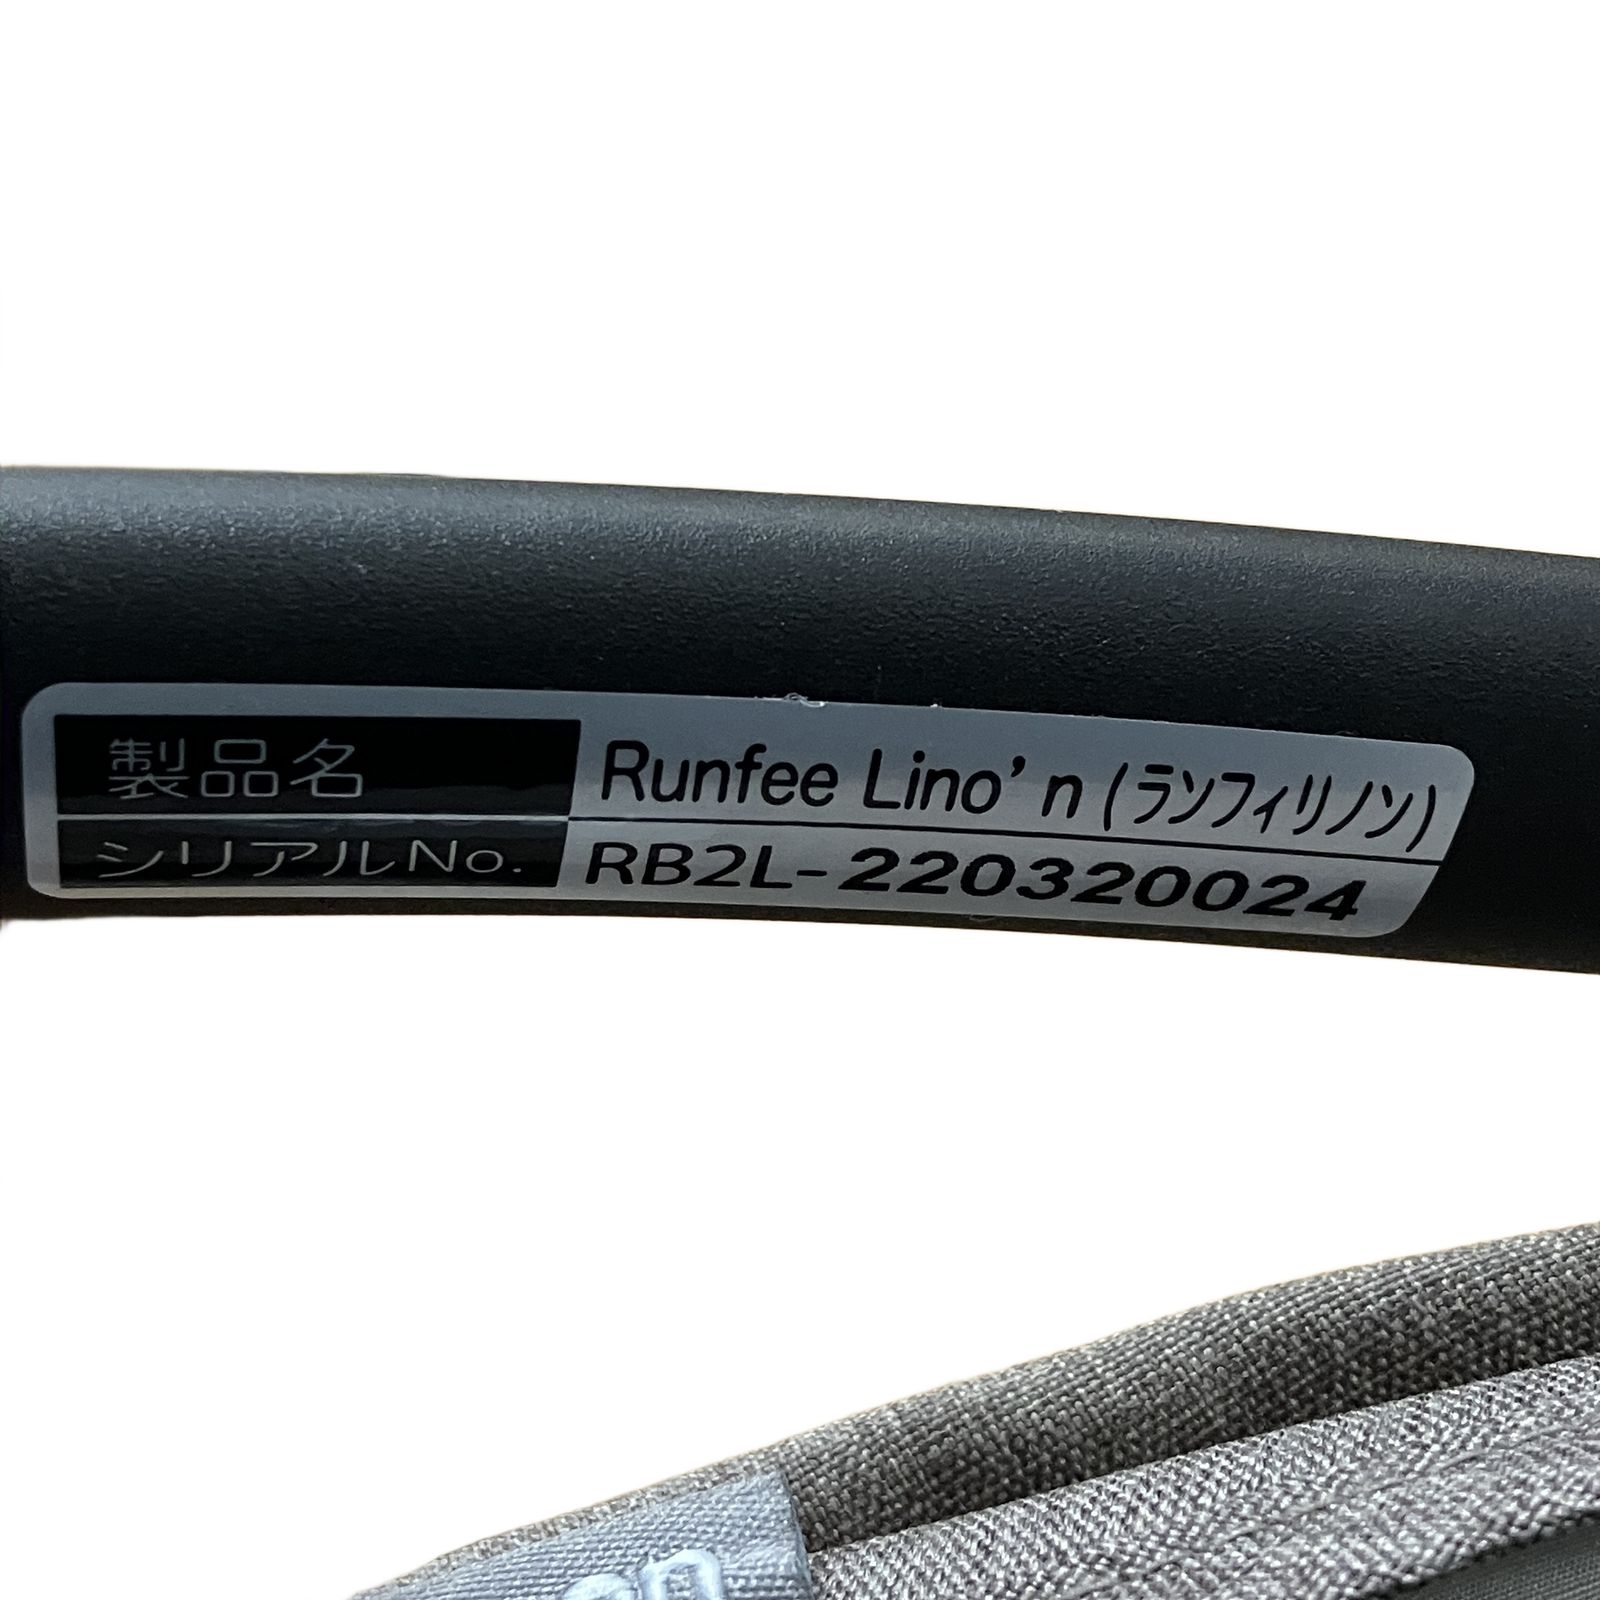 製品名 Runfee Lino'n (ランフィリノン)
シリアルNo. RB2L-220320024